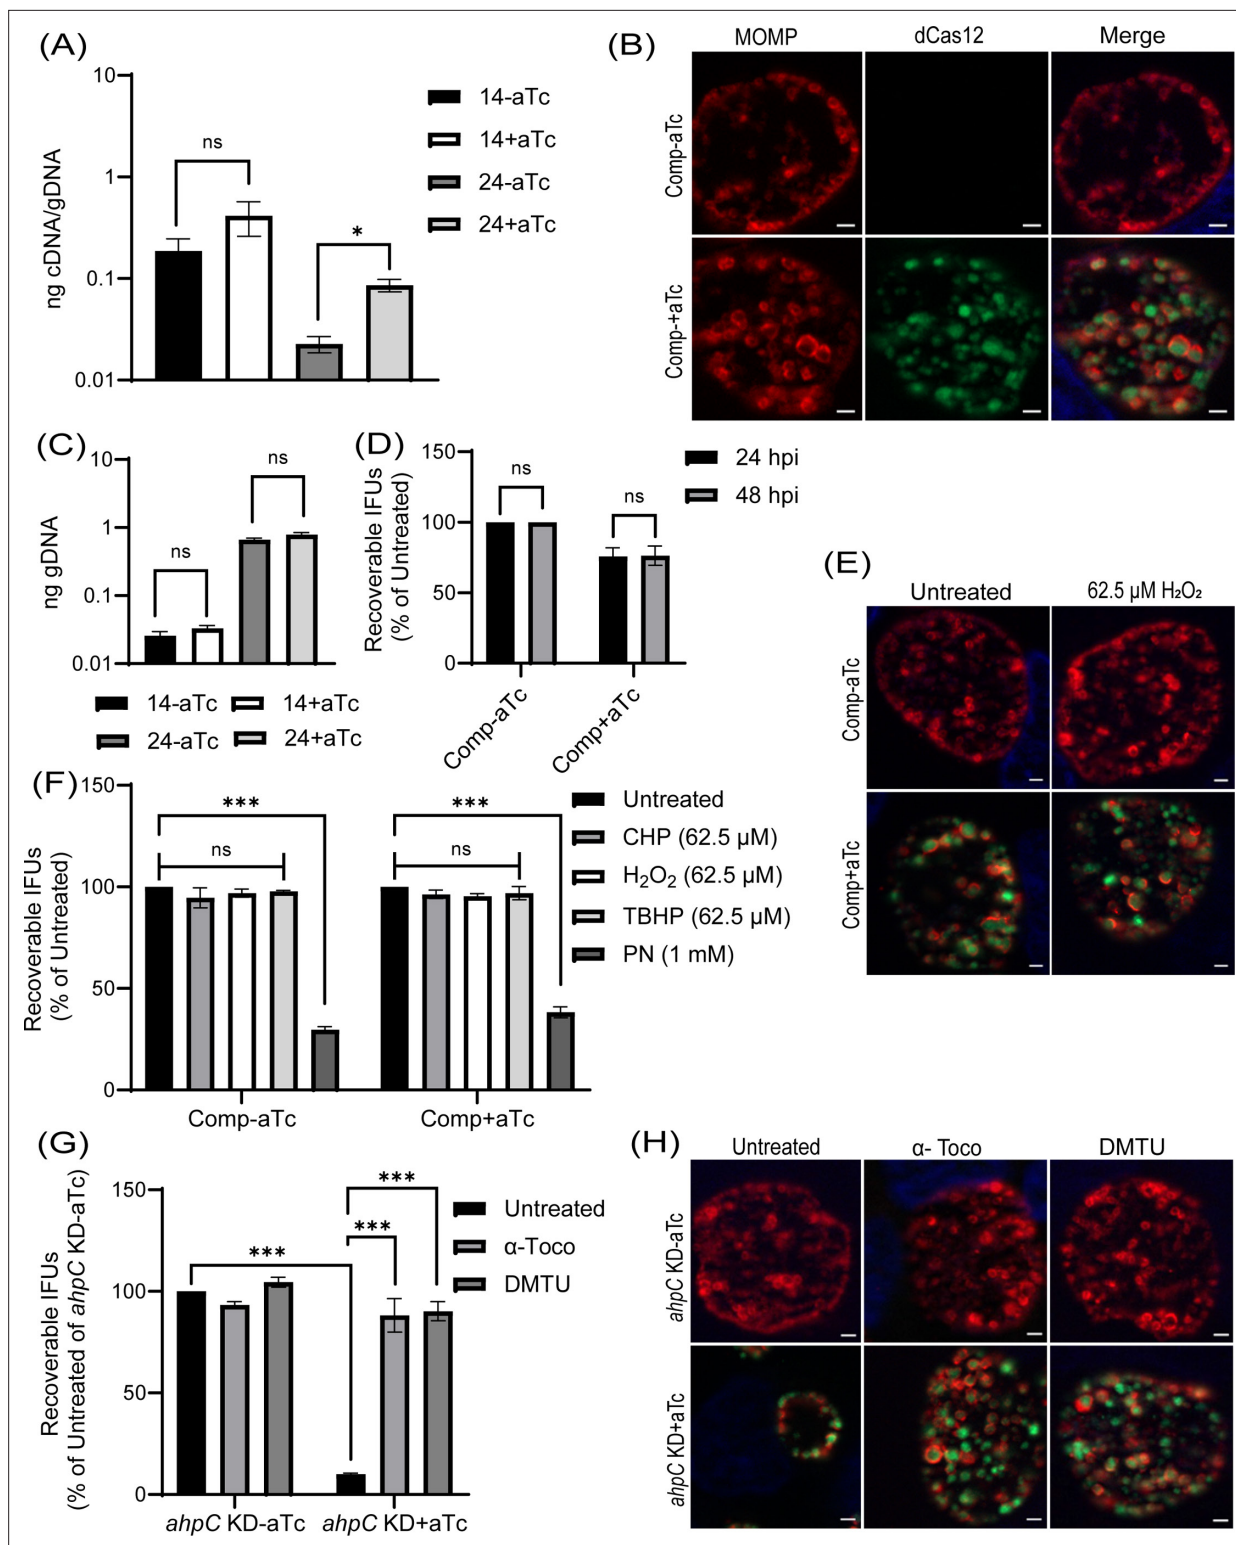 (A)
ng cDNA/gDNA
10
1
0.1
0.01
ns
*
14-aTc
14+aTc
24-aTc
24+aTc
(B)
MOMP dCas12 Merge
Comp-aTc
Comp-+aTc
(C)
ng gDNA
10
1
0.1
0.01
ns
ns
14-aTc 14+aTc
24-aTc 24+aTc
(D)
Recoverable IFUs
(% of Untreated)
150
100
50
0
ns
ns
Comp-aTc
Comp+aTc
24 hpi
48 hpi
(E)
Untreated 62.5 µM H₂O₂
Comp-aTc
Comp+aTc
(F)
Recoverable IFUs
(% of Untreated)
150
100
50
0
***
ns
***
ns
Comp-aTc Comp+aTc
Untreated
CHP (62.5 µM)
H₂O₂ (62.5 µM)
TBHP (62.5 µM)
PN (1 mM)
(G)
Recoverable IFUs
(% of Untreated of ahpC KD-aTc)
150
100
50
0
***
***
***
ahpC KD-aTc ahpC KD+aTc
Untreated
α-Toco
DMTU
(H)
Untreated α- Toco DMTU
ahpC KD-aTc
ahpC KD+aTc